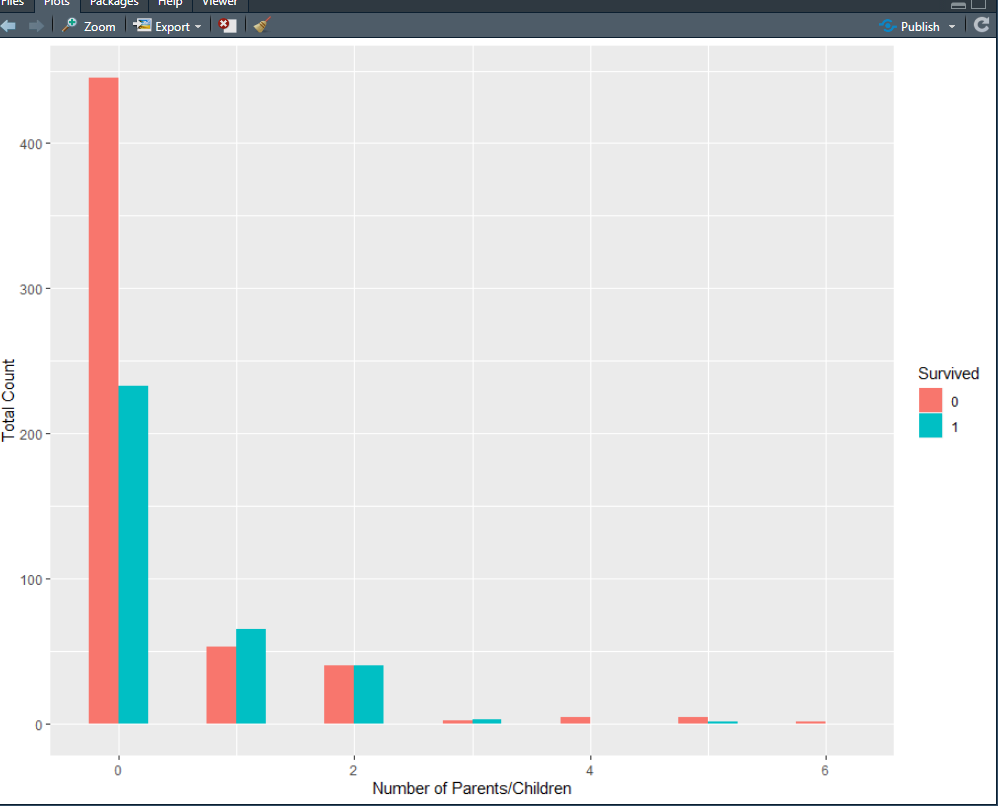 Files Plots Packages Help Viewer
Zoom Export Publish
400
300
200
100
0
Total Count
0 2 4 6
Number of Parents/Children
Survived
0
1